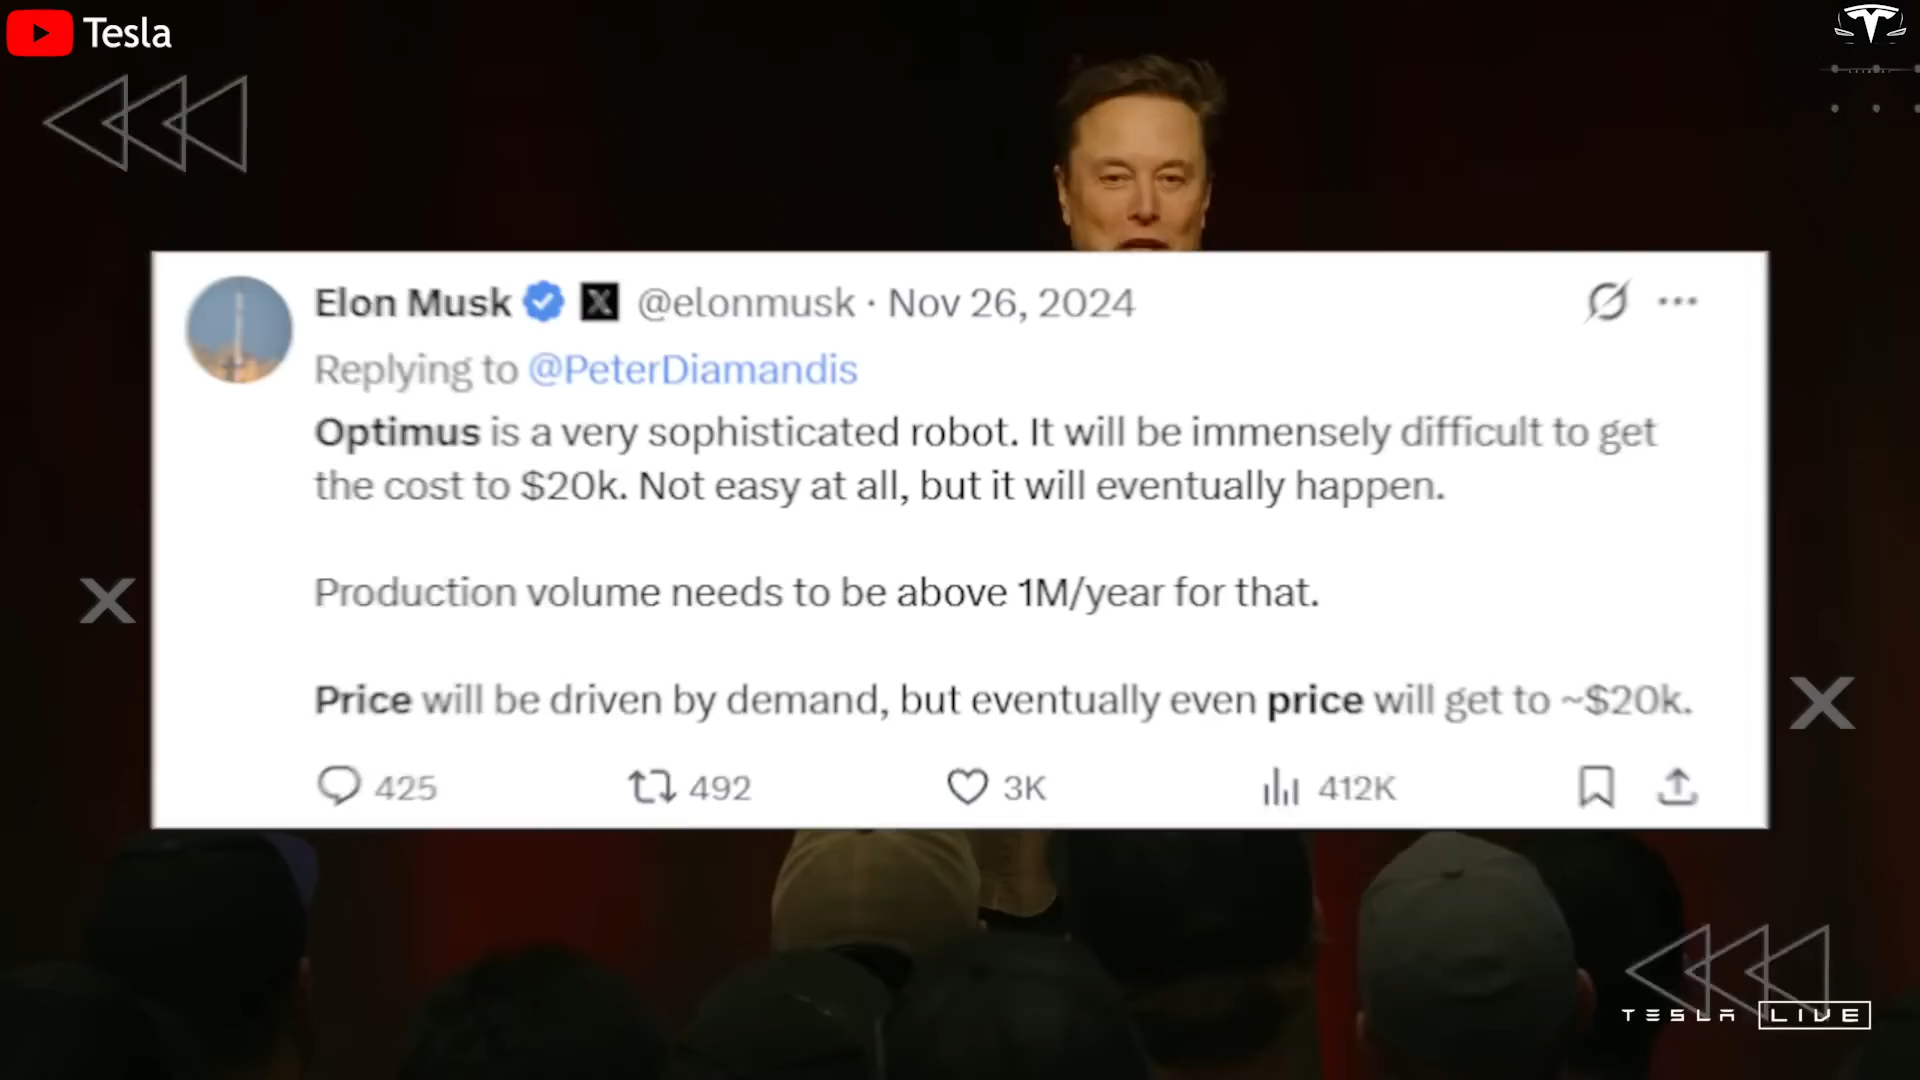 Tesla
Elon Musk @elonmusk · Nov 26, 2024
Replying to @PeterDiamandis
Optimus is a very sophisticated robot. It will be immensely difficult to get
the cost to $20k. Not easy at all, but it will eventually happen.
Production volume needs to be above 1M/year for that.
Price will be driven by demand, but eventually even price will get to ~$20k.
425 492 3K 412K
TESLA LIVE